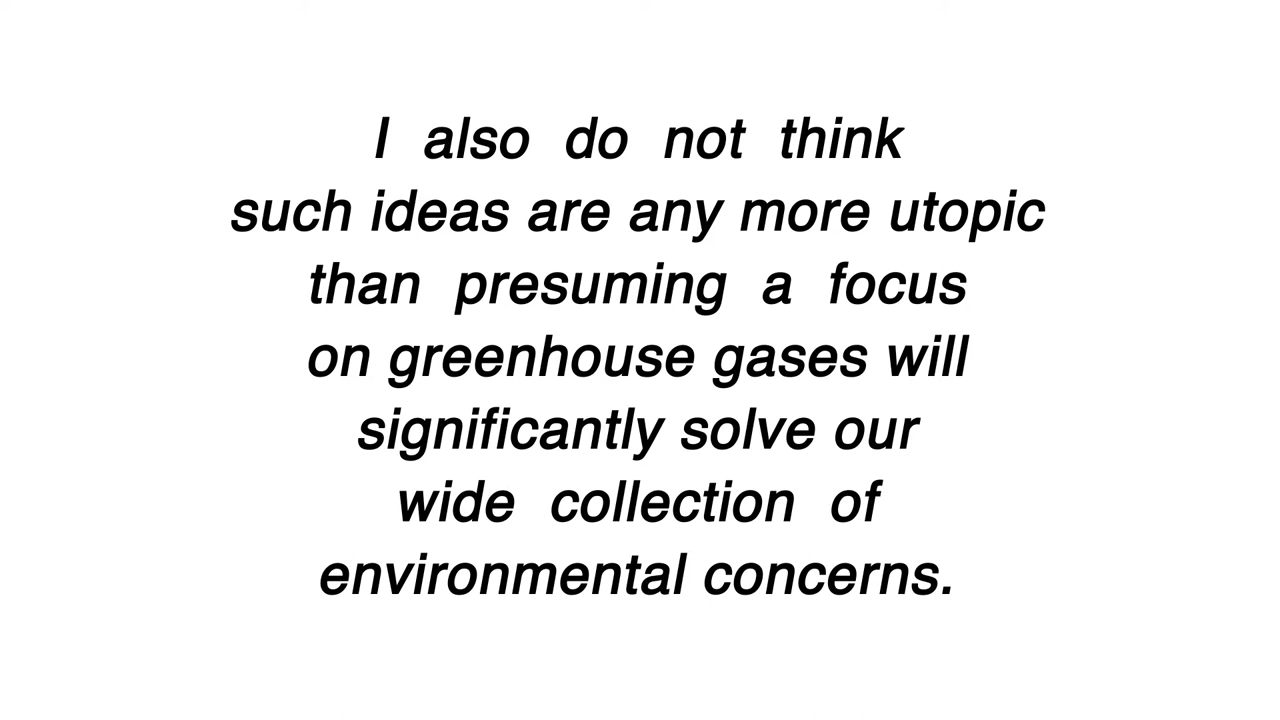 I also do not think
such ideas are any more utopic
than presuming a focus
on greenhouse gases will
significantly solve our
wide collection of
environmental concerns.